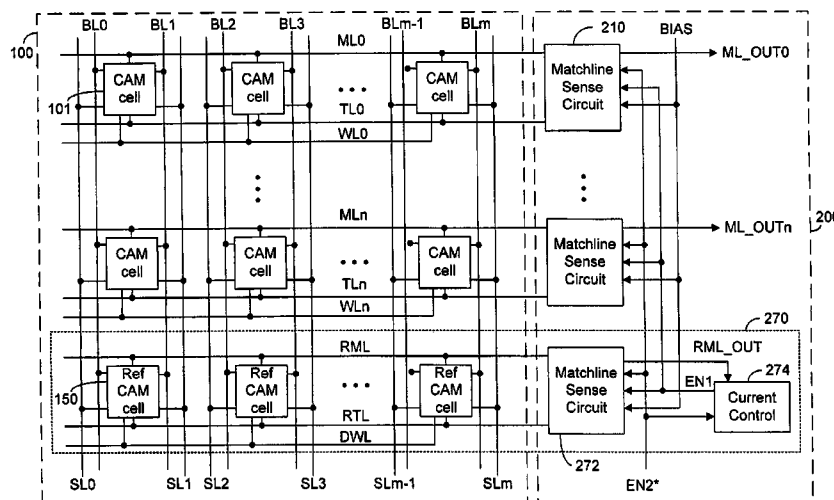 BL0 BL1 BL2 BL3 BLm-1 BLm 210 BIAS
100 ML0 ML_OUT0
CAM cell CAM cell ••• CAM cell Matchline Sense Circuit
101 TL0
WL0
MLn ML_OUTn
200
CAM cell CAM cell ••• CAM cell Matchline Sense Circuit
TLn
WLn
270
RML RML_OUT
Ref CAM cell Ref CAM cell ••• Ref CAM cell Matchline Sense Circuit EN1 274
150 Current Control
RTL
DWL
272
SL0 SL1 SL2 SL3 SLm-1 SLm EN2*